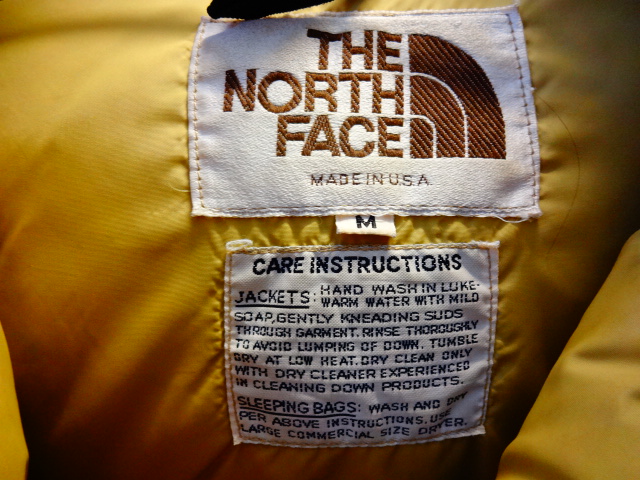 THE
NORTH
FACE
MADE IN U.S.A.
M
CARE INSTRUCTIONS
JACKETS: HAND WASH IN LUKE-
WARM WATER WITH MILD
SOAP, GENTLY KNEADING SUDS
THROUGH GARMENT. RINSE THOROUGHLY
TO AVOID LUMPING OF DOWN. TUMBLE
DRY AT LOW HEAT. DRY CLEAN ONLY
WITH DRY CLEANER EXPERIENCED
IN CLEANING DOWN PRODUCTS.
SLEEPING BAGS: WASH AND DRY
PER ABOVE INSTRUCTIONS. USE
LARGE COMMERCIAL SIZE DRYER.